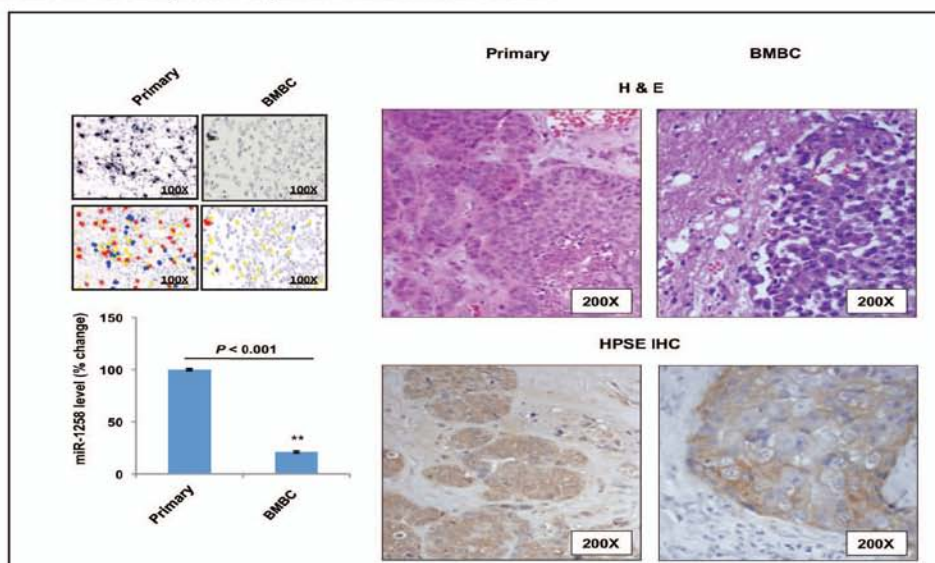 Primary
BMBC
100X
100X
100X
100X
miR-1258 level (% change)
150
100
50
0
P < 0.001
**
Primary
BMBC
Primary
BMBC
H & E
200X
200X
HPSE IHC
200X
200X